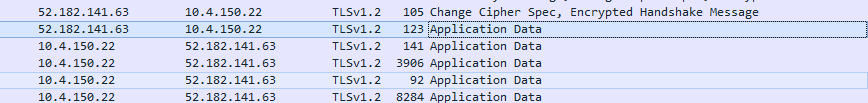 52.182.141.63 10.4.150.22 TLSv1.2 105 Change Cipher Spec, Encrypted Handshake Message
52.182.141.63 10.4.150.22 TLSv1.2 123 Application Data
10.4.150.22 52.182.141.63 TLSv1.2 141 Application Data
10.4.150.22 52.182.141.63 TLSv1.2 3906 Application Data
10.4.150.22 52.182.141.63 TLSv1.2 92 Application Data
10.4.150.22 52.182.141.63 TLSv1.2 8284 Application Data